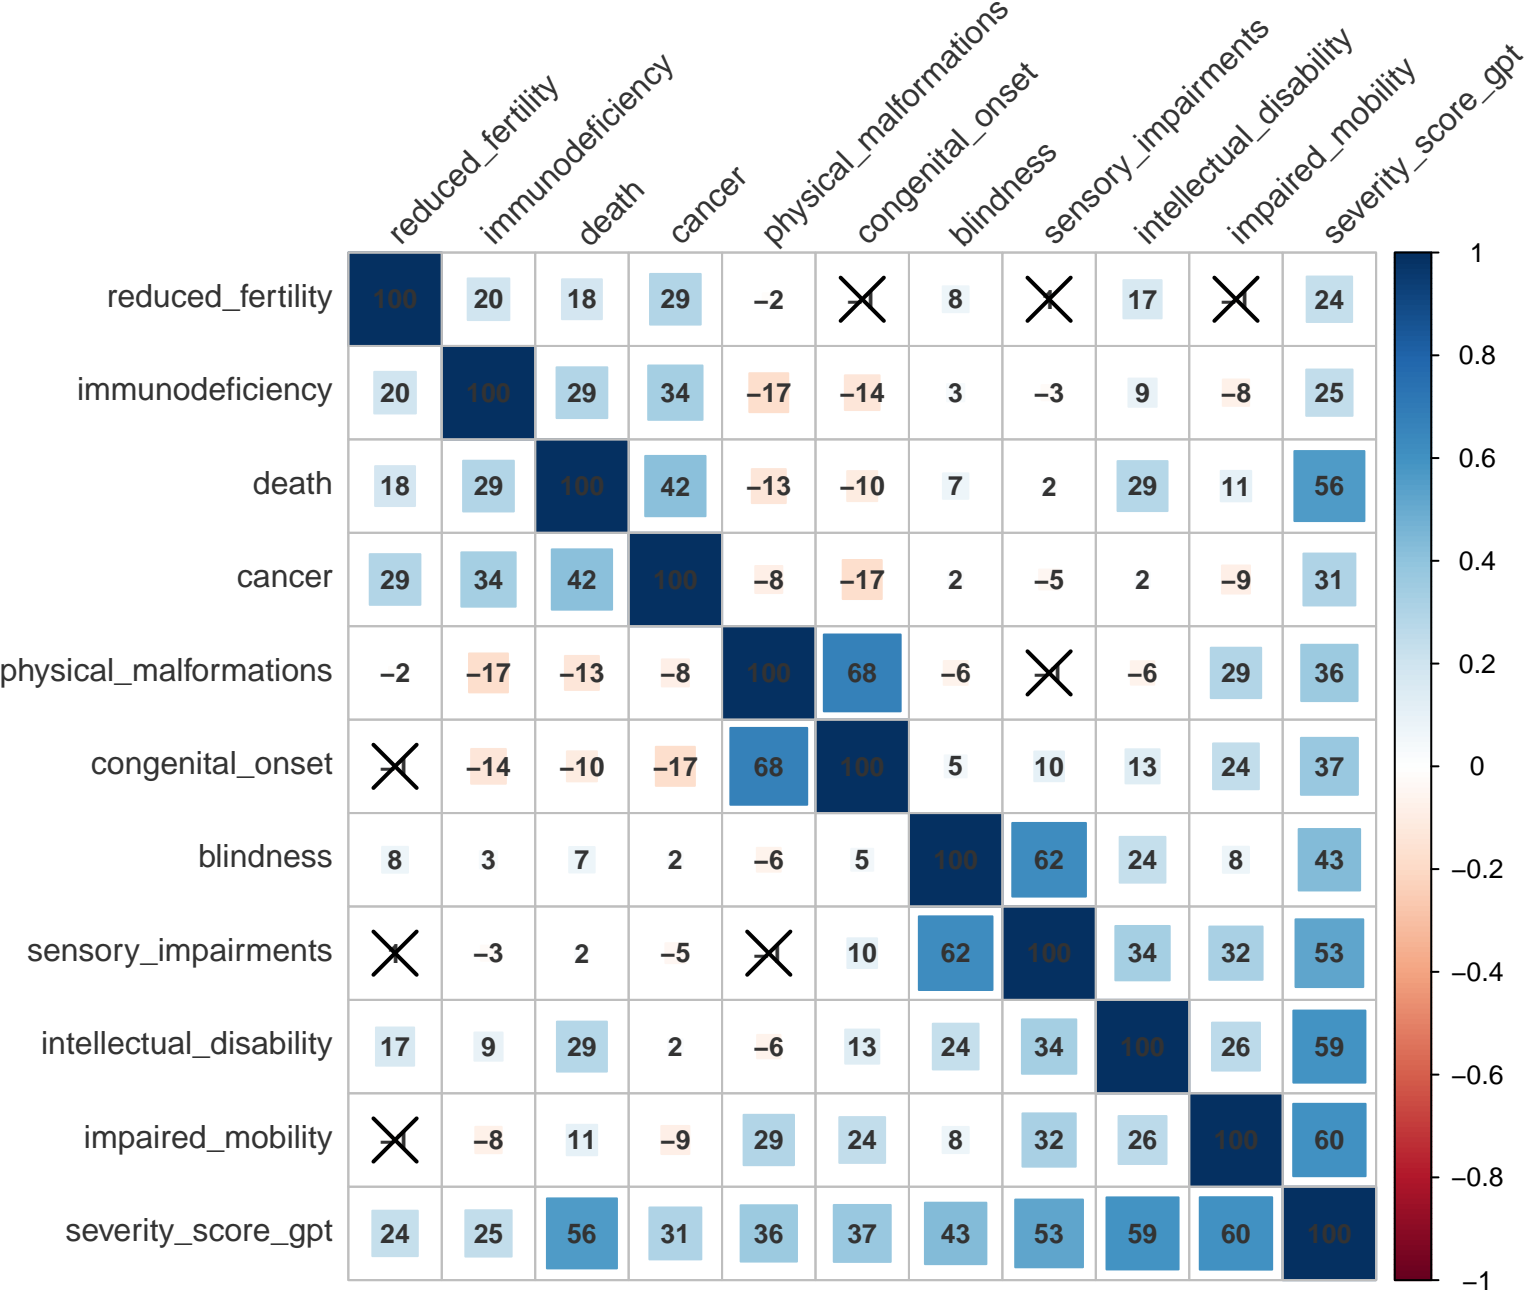 reduced_fertility
immunodeficiency
death
cancer
physical_malformations
congenital_onset
blindness
sensory_impairments
intellectual_disability
impaired_mobility
severity_score_gpt
reduced_fertility 100 20 18 29 −2 −1 8 17 −1 24
immunodeficiency 20 100 29 34 −17 −14 3 −3 9 −8 25
death 18 29 100 42 −13 −10 7 2 29 11 56
cancer 29 34 42 100 −8 −17 2 −5 2 −9 31
physical_malformations −2 −17 −13 −8 100 68 −6 −1 −6 29 36
congenital_onset −1 −14 −10 −17 68 100 5 10 13 24 37
blindness 8 3 7 2 −6 5 100 62 24 8 43
sensory_impairments −3 2 −5 −1 10 62 100 34 32 53
intellectual_disability 17 9 29 2 −6 13 24 34 100 26 59
impaired_mobility −1 −8 11 −9 29 24 8 32 26 100 60
severity_score_gpt 24 25 56 31 36 37 43 53 59 60 100
1
0.8
0.6
0.4
0.2
0
−0.2
−0.4
−0.6
−0.8
−1